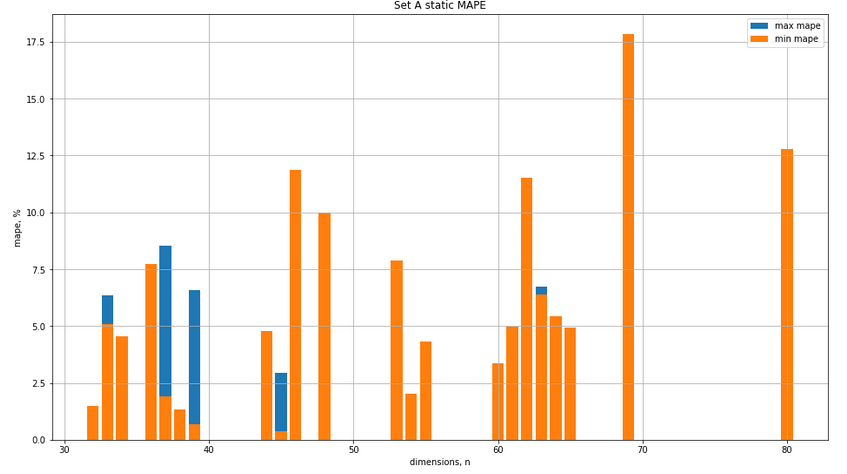 Set A static MAPE
max mape
min mape
17.5
15.0
12.5
10.0
7.5
5.0
2.5
0.0
mape, %
30
40
50
60
70
80
dimensions, n